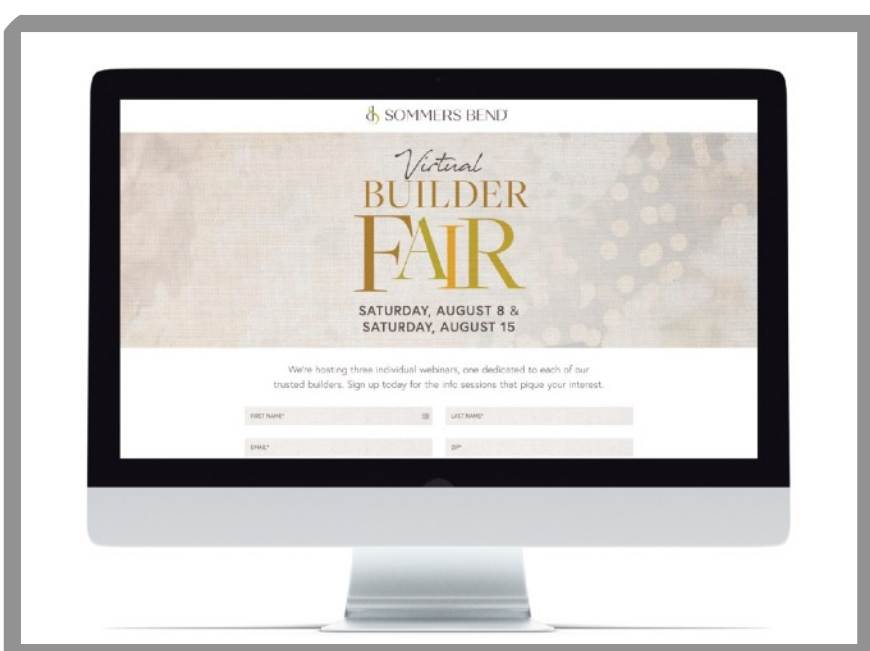 SOMMERS BEND
Virtual
BUILDER
FAIR
SATURDAY, AUGUST 8 &
SATURDAY, AUGUST 15
We're hosting three individual webinars, one dedicated to each of our
trusted builders. Sign up today for the info sessions that pique your interest.
FIRST NAME* LAST NAME*
EMAIL* ZIP*